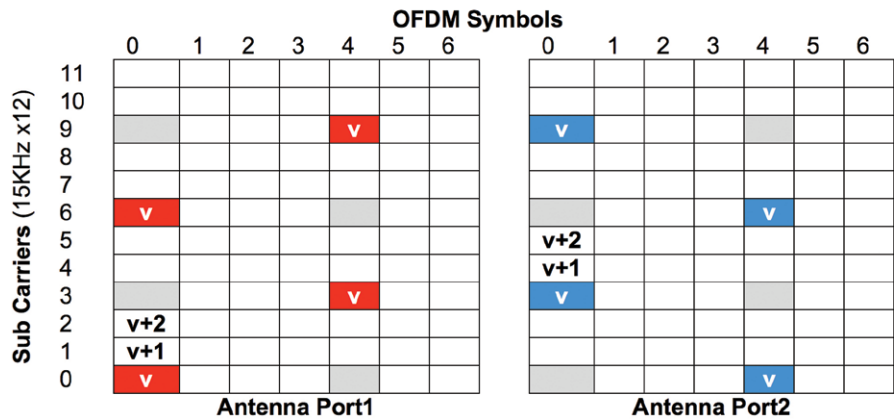 OFDM Symbols
0 1 2 3 4 5 6 0 1 2 3 4 5 6
Sub Carriers (15KHz x12)
11
10
9 v v
8
7
6 v v
5 v+2
4 v+1
3 v v
2 v+2
1 v+1
0 v v
Antenna Port1 Antenna Port2